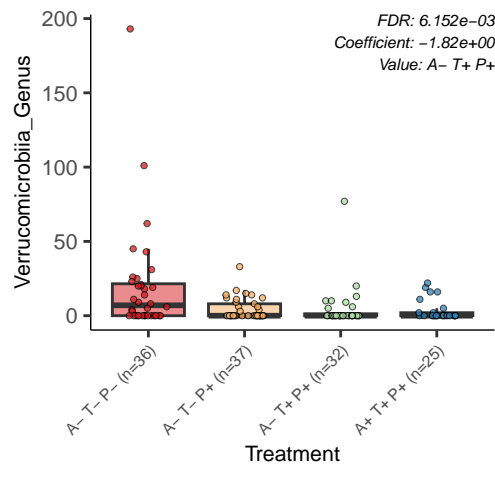 FDR: 6.152e−03
Coefficient: −1.82e+00
Value: A− T+ P+
Verrucomicrobiia_Genus
200
150
100
50
0
A− T− P− (n=36)
A− T− P+ (n=37)
A− T+ P+ (n=32)
A+ T+ P+ (n=25)
Treatment